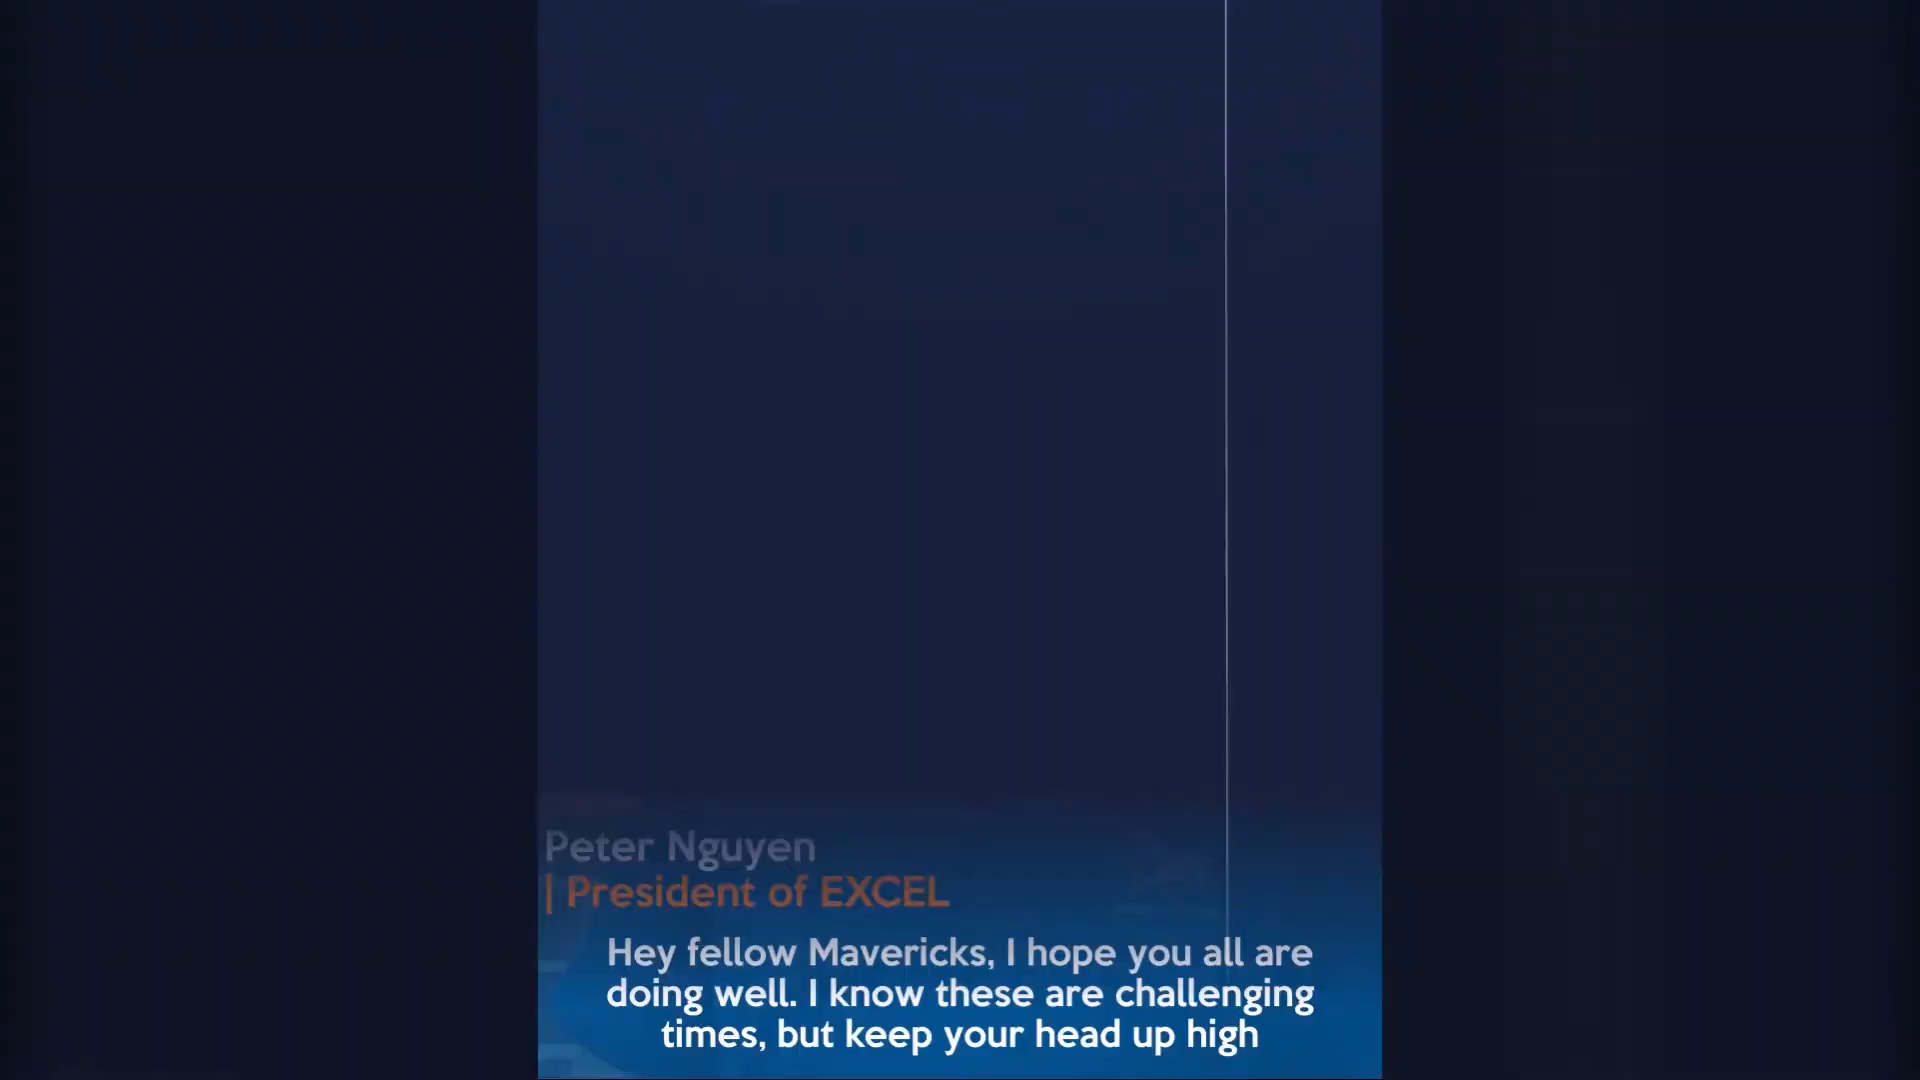 Peter Nguyen
| President of EXCEL
Hey fellow Mavericks, I hope you all are
doing well. I know these are challenging
times, but keep your head up high